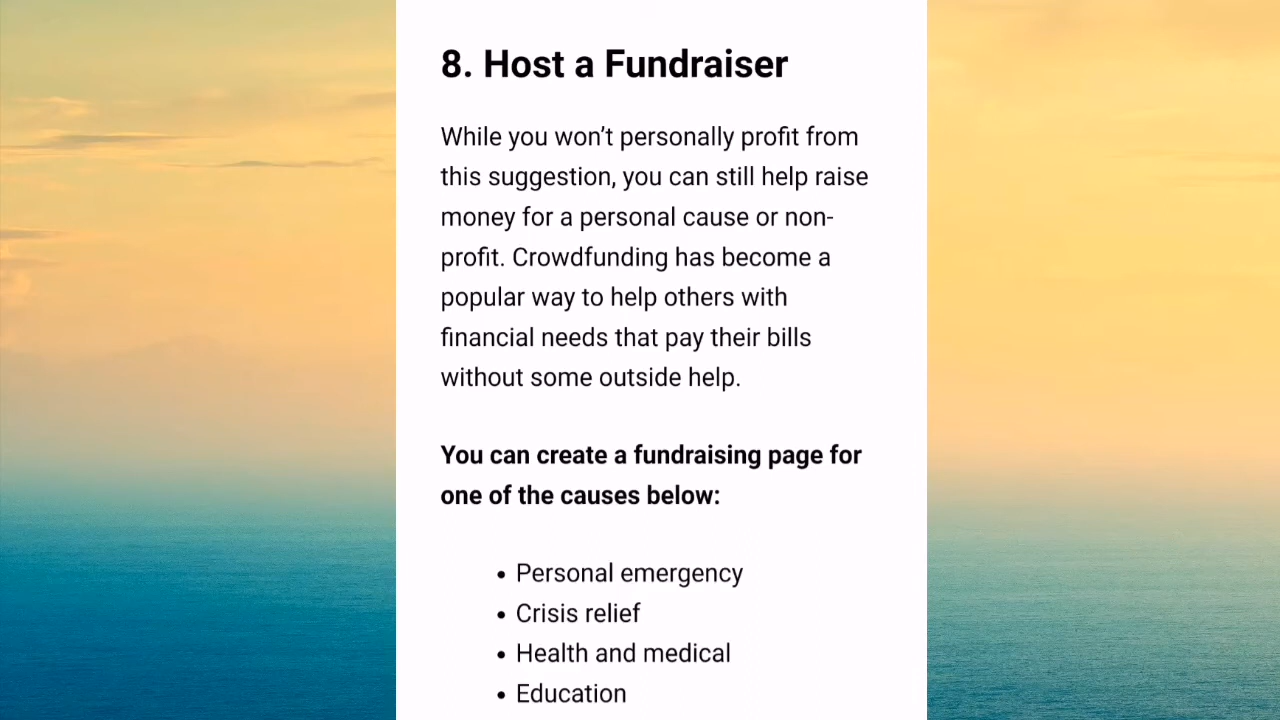 8. Host a Fundraiser
While you won’t personally profit from
this suggestion, you can still help raise
money for a personal cause or non-
profit. Crowdfunding has become a
popular way to help others with
financial needs that pay their bills
without some outside help.
You can create a fundraising page for
one of the causes below:
• Personal emergency
• Crisis relief
• Health and medical
• Education